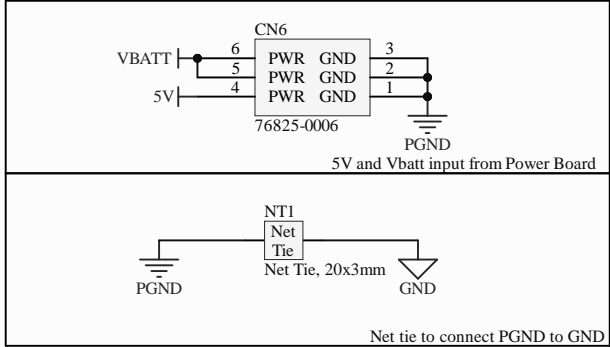 CN6
VBATT 6 PWR GND 3
5 PWR GND 2
5V 4 PWR GND 1
76825-0006
PGND
5V and Vbatt input from Power Board
NT1
Net
Tie
Net Tie, 20x3mm
PGND GND
Net tie to connect PGND to GND